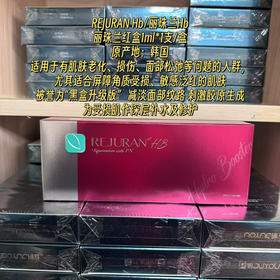 REJURAN Hb/丽珠兰Hb
丽珠兰红盒1ml*1支/盒
原产地：韩国
适用于有肌肤老化、损伤、面部松弛等问题的人群，
尤其适合屏障角质受损、敏感泛红的肌肤
被誉为“黑盒升级版” 减淡面部纹路 刺激胶原生成
为受损肌作深层补水及修护
REJURAN HB
Rejuvenation with PN
Hydro Booster